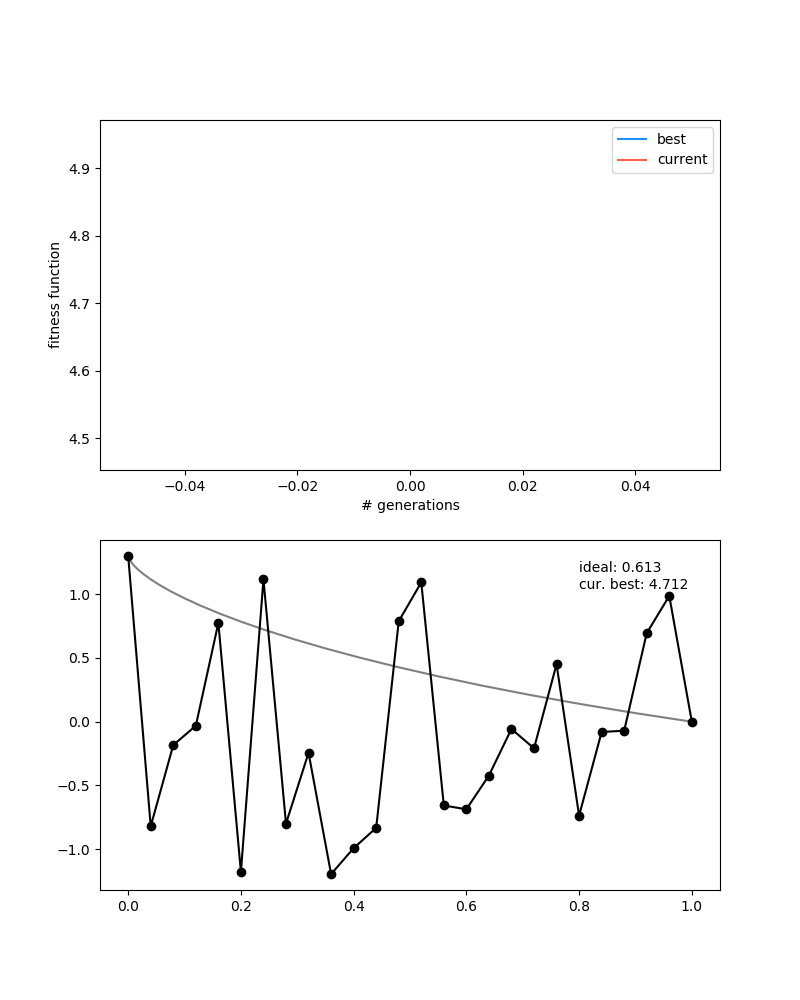 best
current
4.9
4.8
4.7
4.6
4.5
fitness function
−0.04 −0.02 0.00 0.02 0.04
# generations
ideal: 0.613
cur. best: 4.712
1.0
0.5
0.0
−0.5
−1.0
0.0 0.2 0.4 0.6 0.8 1.0